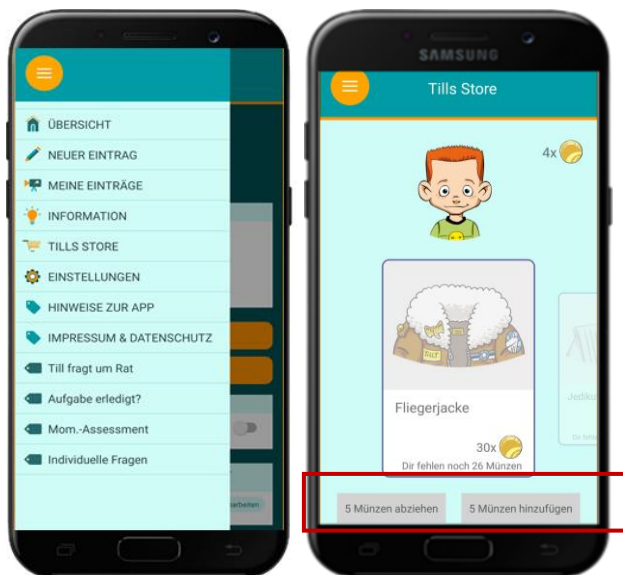 ÜBERSICHT
NEUER EINTRAG
MEINE EINTRÄGE
INFORMATION
TILLS STORE
EINSTELLUNGEN
HINWEISE ZUR APP
IMPRESSUM & DATENSCHUTZ
Till fragt um Rat
Aufgabe erledigt?
Mom.-Assessment
Individuelle Fragen
SAMSUNG
Tills Store
4x
Fliegerjacke
30x
Dir fehlen noch 26 Münzen
5 Münzen abziehen
5 Münzen hinzufügen